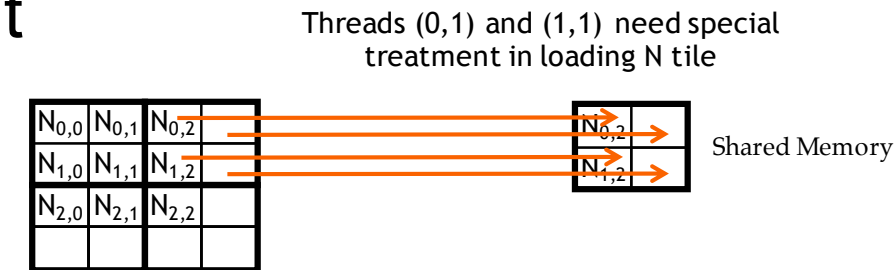 t
Threads (0,1) and (1,1) need special
treatment in loading N tile
N0,0 N0,1 N0,2
N1,0 N1,1 N1,2
N2,0 N2,1 N2,2
N0,2
N1,2
Shared Memory